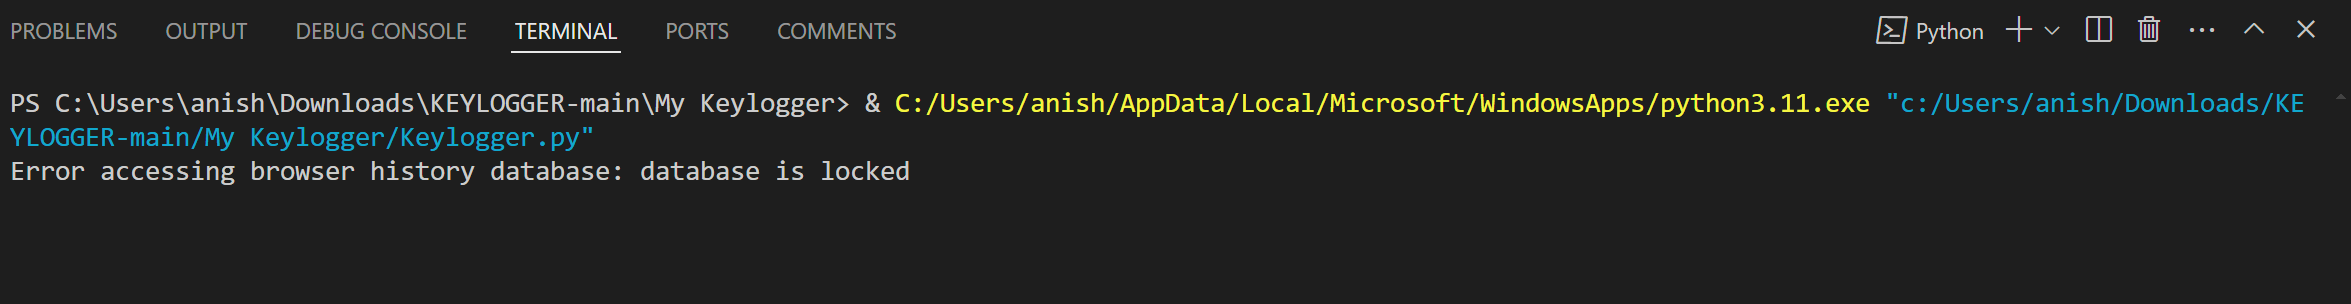 PROBLEMS OUTPUT DEBUG CONSOLE TERMINAL PORTS COMMENTS Python
PS C:\Users\anish\Downloads\KEYLOGGER-main\My Keylogger> & C:/Users/anish/AppData/Local/Microsoft/WindowsApps/python3.11.exe "c:/Users/anish/Downloads/KE
YLOGGER-main/My Keylogger/Keylogger.py"
Error accessing browser history database: database is locked